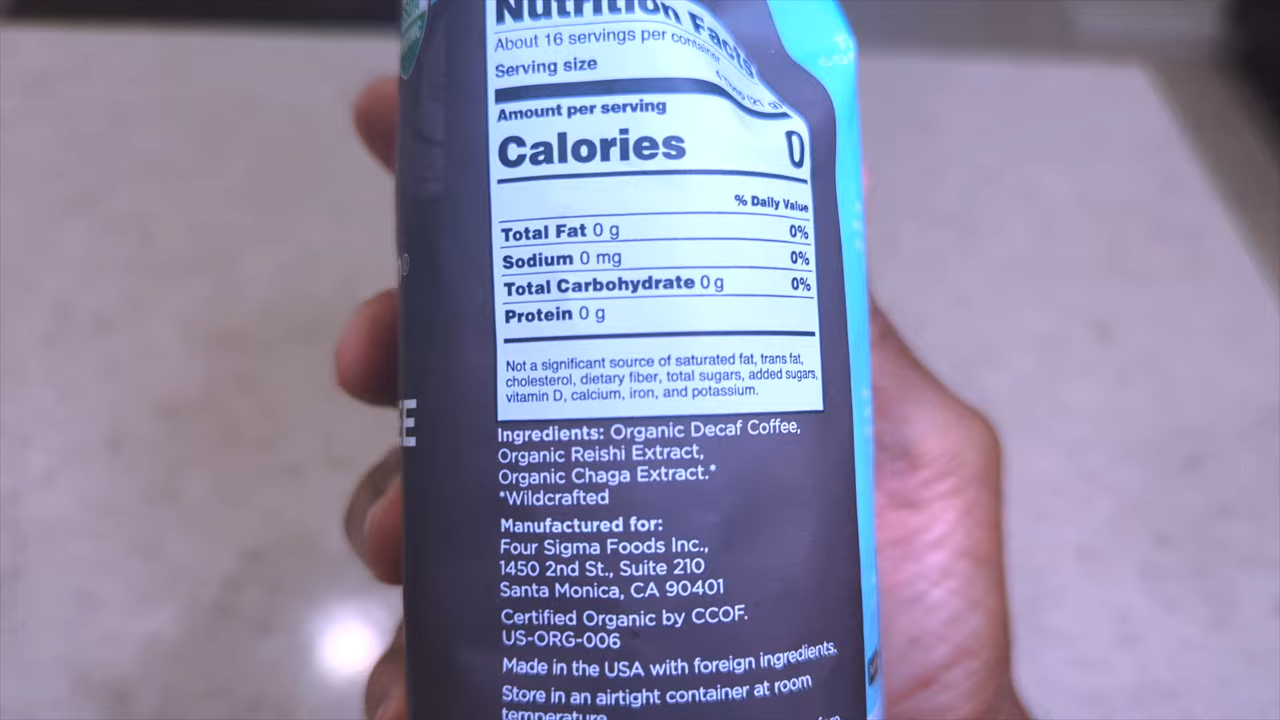 Nutrition Facts
About 16 servings per container
Serving size (21 g)
Amount per serving
Calories 0
% Daily Value
Total Fat 0 g 0%
Sodium 0 mg 0%
Total Carbohydrate 0 g 0%
Protein 0 g
Not a significant source of saturated fat, trans fat,
cholesterol, dietary fiber, total sugars, added sugars,
vitamin D, calcium, iron, and potassium.
Ingredients: Organic Decaf Coffee,
Organic Reishi Extract,
Organic Chaga Extract.*
*Wildcrafted
Manufactured for:
Four Sigma Foods Inc.,
1450 2nd St., Suite 210
Santa Monica, CA 90401
Certified Organic by CCOF.
US-ORG-006
Made in the USA with foreign ingredients.
Store in an airtight container at room
temperature